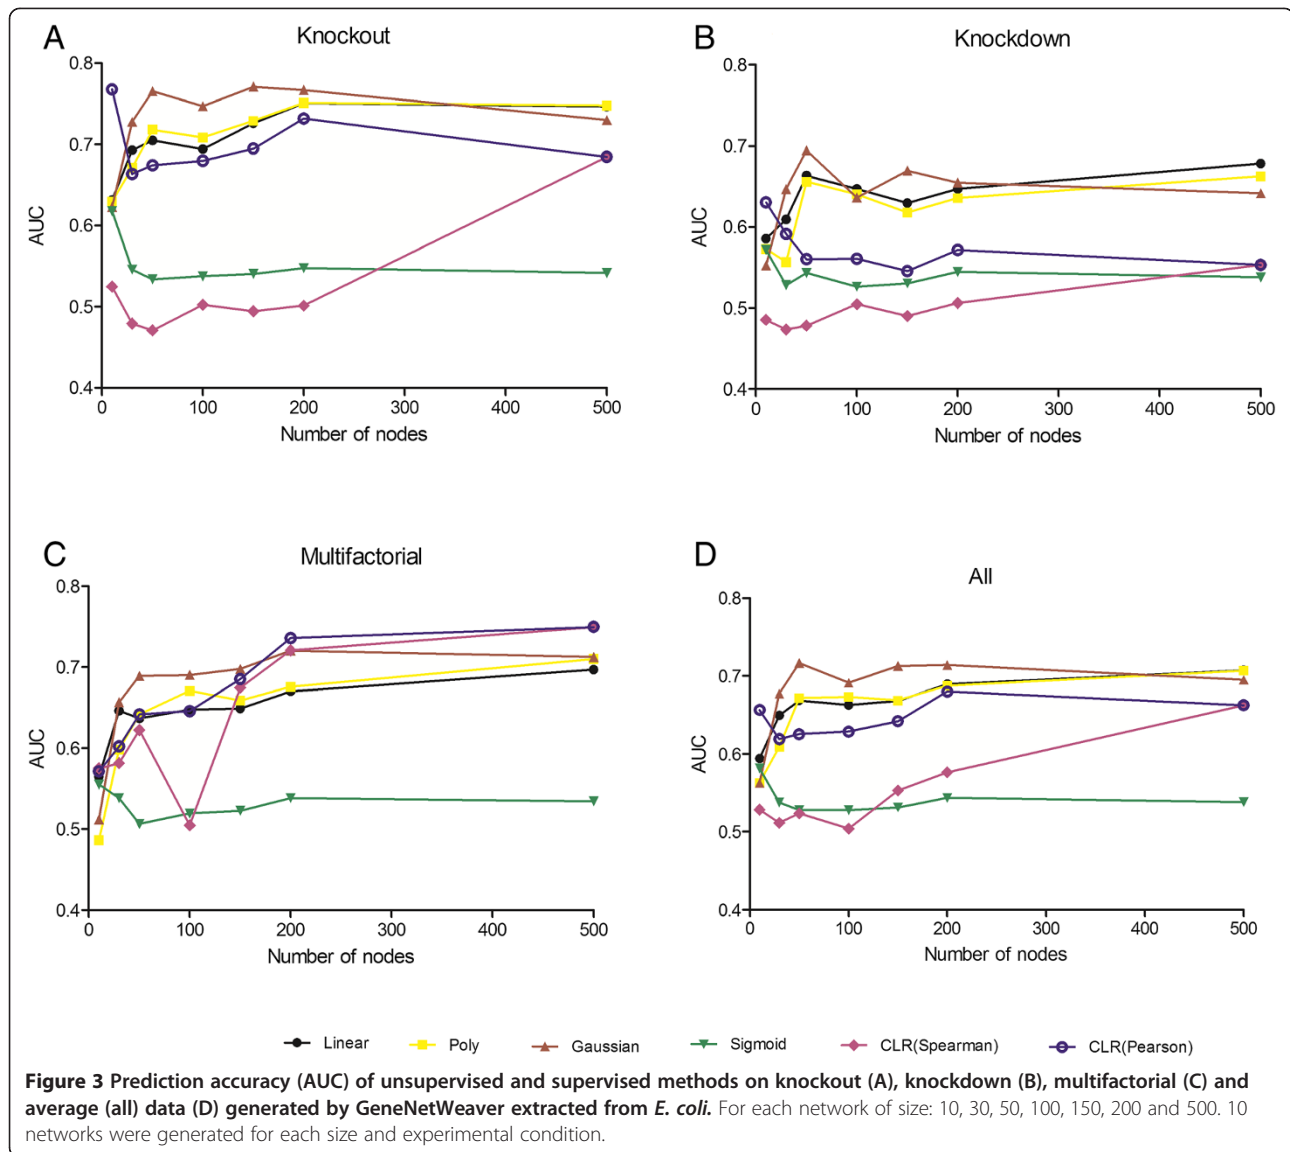 A
Knockout
0.8
0.7
0.6
0.5
0.4
AUC
0 100 200 300 400 500
Number of nodes
B
Knockdown
0.8
0.7
0.6
0.5
0.4
AUC
0 100 200 300 400 500
Number of nodes
C
Multifactorial
0.8
0.7
0.6
0.5
0.4
AUC
0 100 200 300 400 500
Number of nodes
D
All
0.8
0.7
0.6
0.5
0.4
AUC
0 100 200 300 400 500
Number of nodes
Linear Poly Gaussian Sigmoid CLR(Spearman) CLR(Pearson)
Figure 3 Prediction accuracy (AUC) of unsupervised and supervised methods on knockout (A), knockdown (B), multifactorial (C) and
average (all) data (D) generated by GeneNetWeaver extracted from E. coli. For each network of size: 10, 30, 50, 100, 150, 200 and 500. 10
networks were generated for each size and experimental condition.